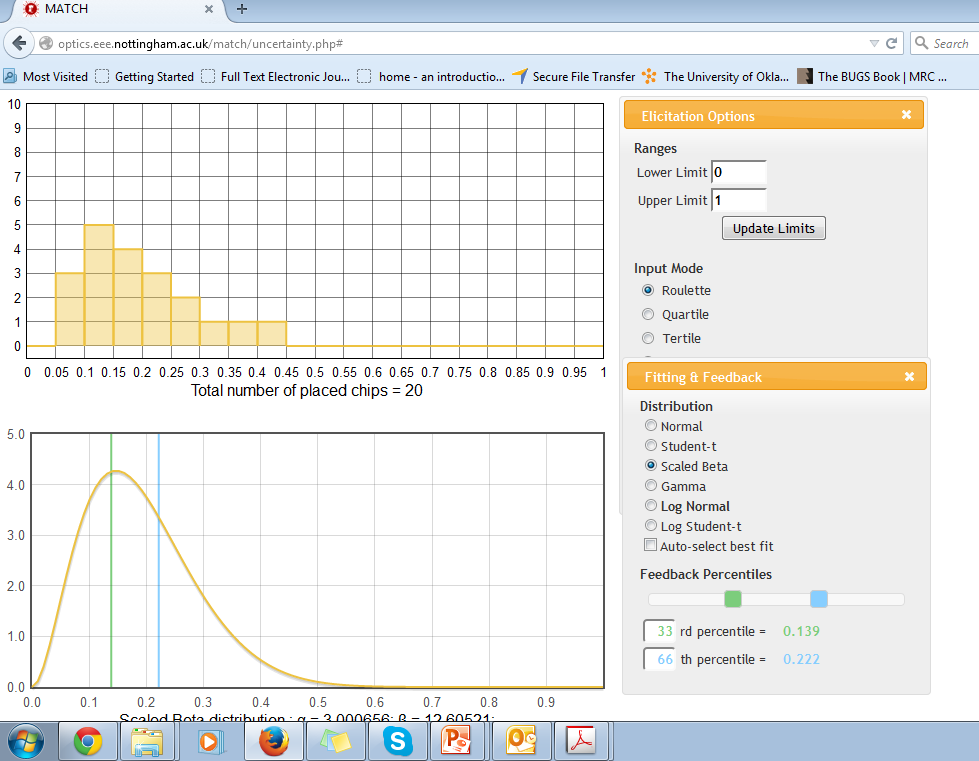 MATCH
optics.eee.nottingham.ac.uk/match/uncertainty.php#
Search
Most Visited Getting Started Full Text Electronic Jou... home - an introductio... Secure File Transfer The University of Okla... The BUGS Book | MRC ...
10
9
8
7
6
5
4
3
2
1
0
0 0.05 0.1 0.15 0.2 0.25 0.3 0.35 0.4 0.45 0.5 0.55 0.6 0.65 0.7 0.75 0.8 0.85 0.9 0.95 1
Total number of placed chips = 20
5.0
4.0
3.0
2.0
1.0
0.0
0.0 0.1 0.2 0.3 0.4 0.5 0.6 0.7 0.8 0.9
Scaled Beta distribution : α = 3.000656; β = 12.60521;
Elicitation Options
Ranges
Lower Limit 0
Upper Limit 1
Update Limits
Input Mode
Roulette
Quartile
Tertile
Fitting & Feedback
Distribution
Normal
Student-t
Scaled Beta
Gamma
Log Normal
Log Student-t
Auto-select best fit
Feedback Percentiles
33 rd percentile = 0.139
66 th percentile = 0.222